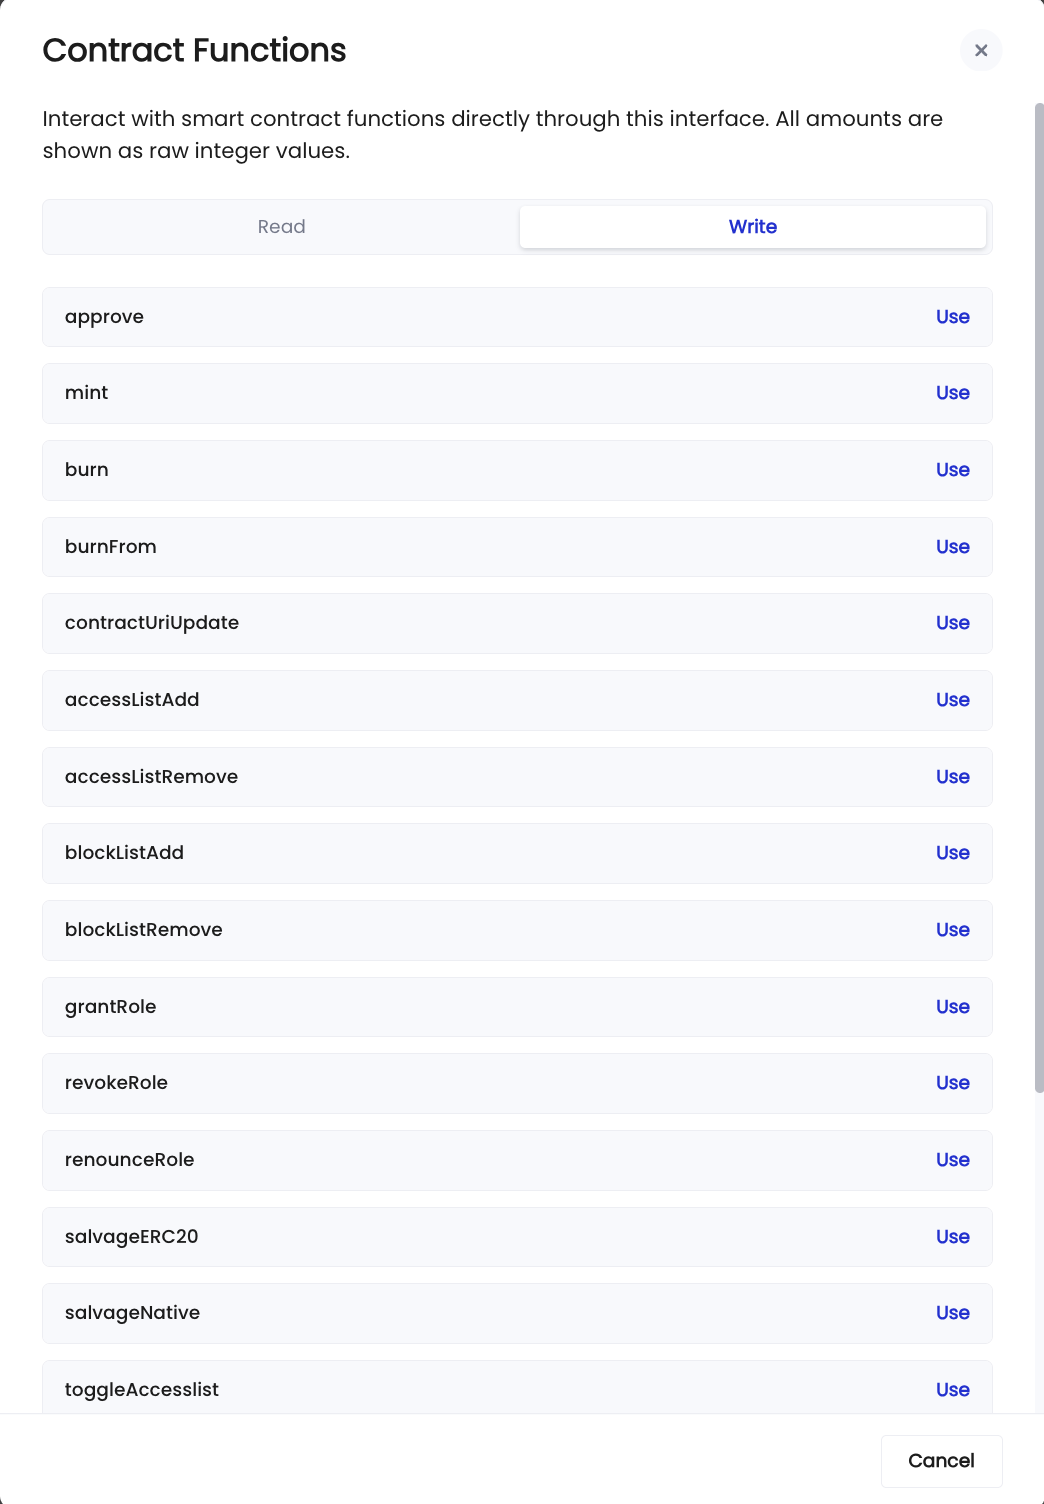 Contract Functions
Interact with smart contract functions directly through this interface. All amounts are
shown as raw integer values.
Read Write
approve Use
mint Use
burn Use
burnFrom Use
contractUriUpdate Use
accessListAdd Use
accessListRemove Use
blockListAdd Use
blockListRemove Use
grantRole Use
revokeRole Use
renounceRole Use
salvageERC20 Use
salvageNative Use
toggleAccesslist Use
Cancel